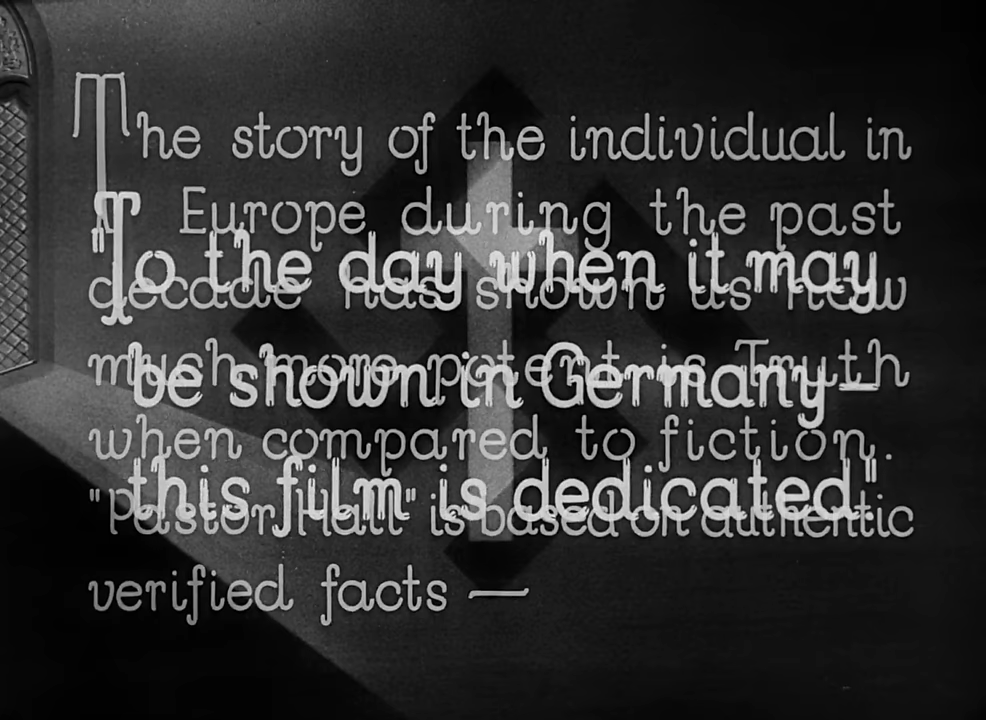 The story of the individual in
Europe during the past
decade has shown us how
much more potent is Truth
when compared to fiction.
"Pastor Hall" is based on authentic
verified facts —
"To the day when it may
be shown in Germany —
this film is dedicated"